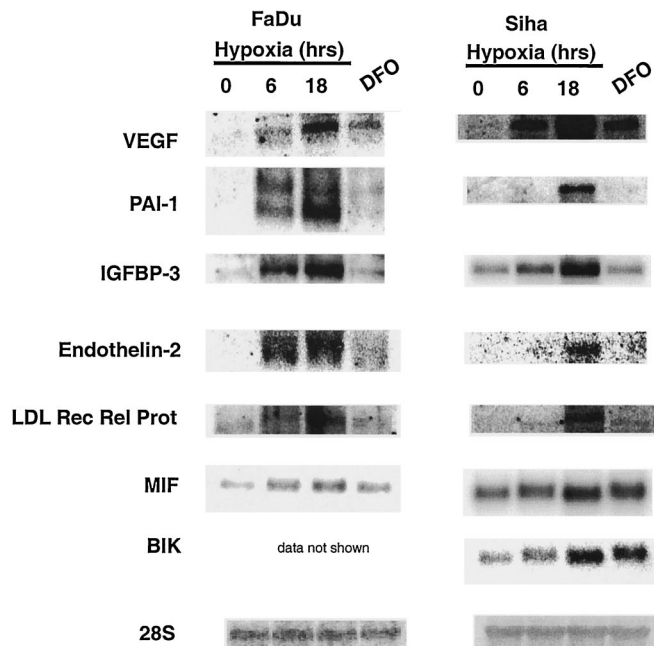 FaDu
Siha
Hypoxia (hrs)
Hypoxia (hrs)
0 6 18 DFO
0 6 18 DFO
VEGF
PAI-1
IGFBP-3
Endothelin-2
LDL Rec Rel Prot
MIF
BIK
data not shown
28S